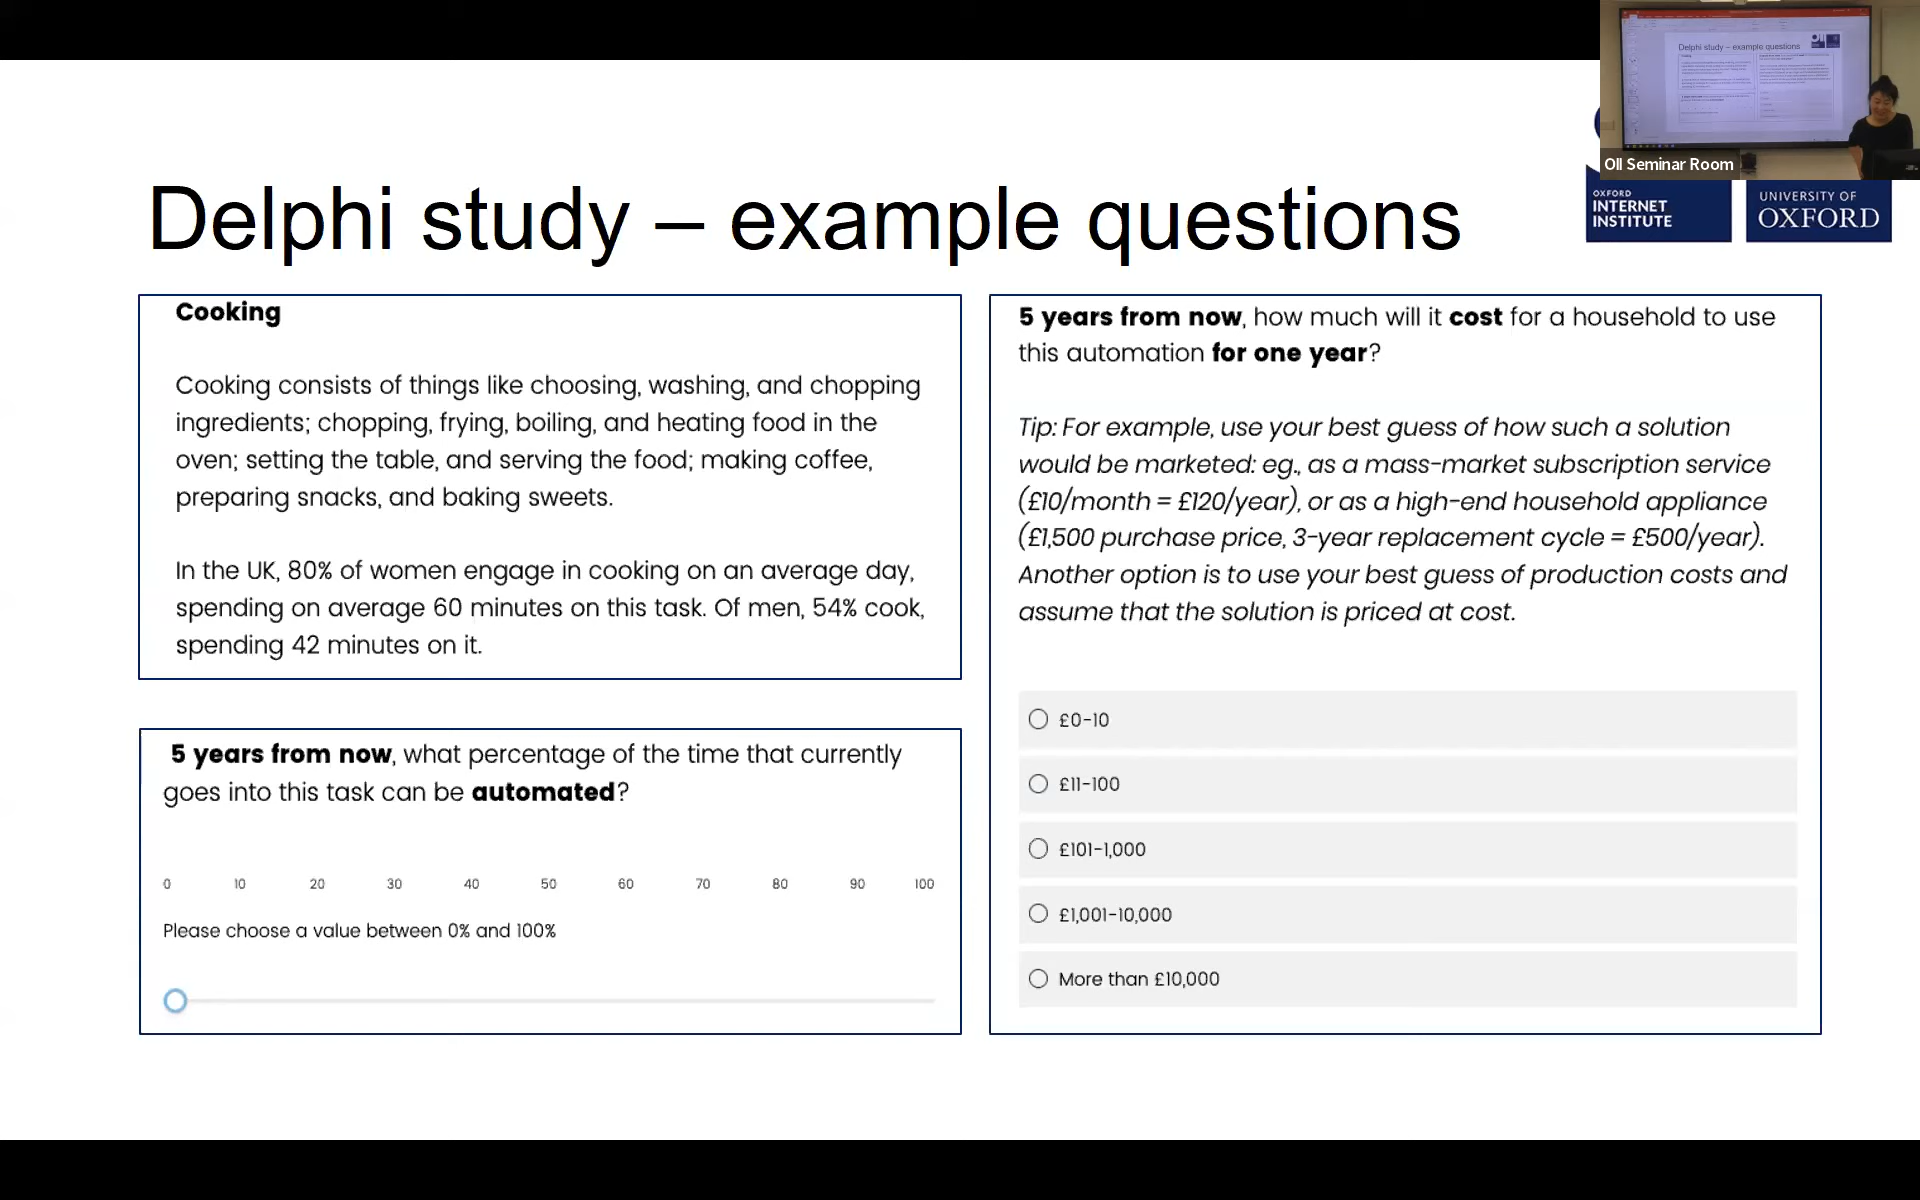 Delphi study – example questions
OII Seminar Room
OXFORD
INTERNET
INSTITUTE
UNIVERSITY OF
OXFORD
Cooking
Cooking consists of things like choosing, washing, and chopping
ingredients; chopping, frying, boiling, and heating food in the
oven; setting the table, and serving the food; making coffee,
preparing snacks, and baking sweets.
In the UK, 80% of women engage in cooking on an average day,
spending on average 60 minutes on this task. Of men, 54% cook,
spending 42 minutes on it.
5 years from now, what percentage of the time that currently
goes into this task can be automated?
0 10 20 30 40 50 60 70 80 90 100
Please choose a value between 0% and 100%
5 years from now, how much will it cost for a household to use
this automation for one year?
Tip: For example, use your best guess of how such a solution
would be marketed: eg., as a mass-market subscription service
(£10/month = £120/year), or as a high-end household appliance
(£1,500 purchase price, 3-year replacement cycle = £500/year).
Another option is to use your best guess of production costs and
assume that the solution is priced at cost.
£0-10
£11-100
£101-1,000
£1,001-10,000
More than £10,000
Delphi study – example questions